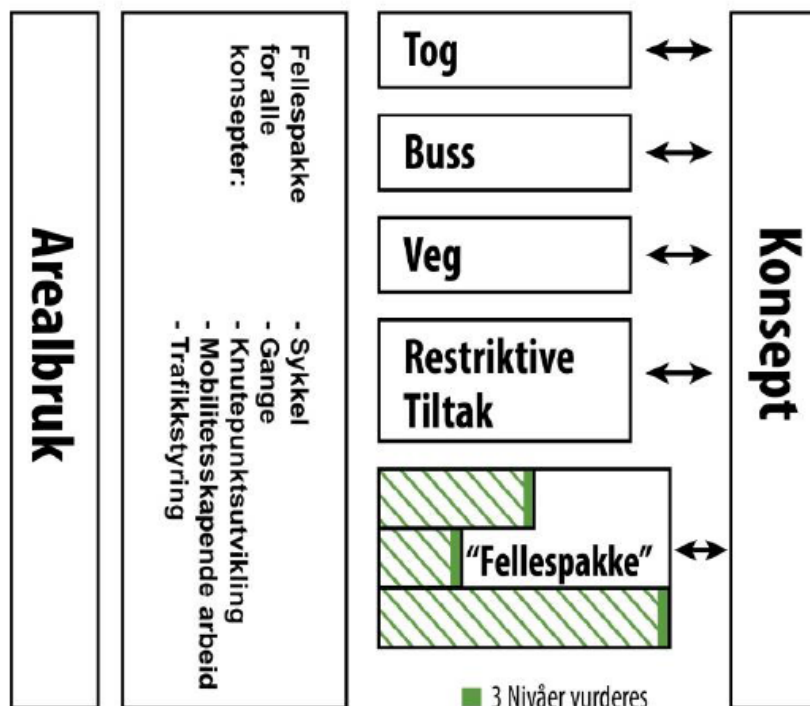 Arealbruk
Fellespakke
for alle
konsepter:
- Sykkel
- Gange
- Knutepunktsutvikling
- Mobilitetsskapende arbeid
- Trafikkstyring
Tog
Buss
Veg
Restriktive
Tiltak
“Fellespakke”
3 Nivåer vurderes
Konsept